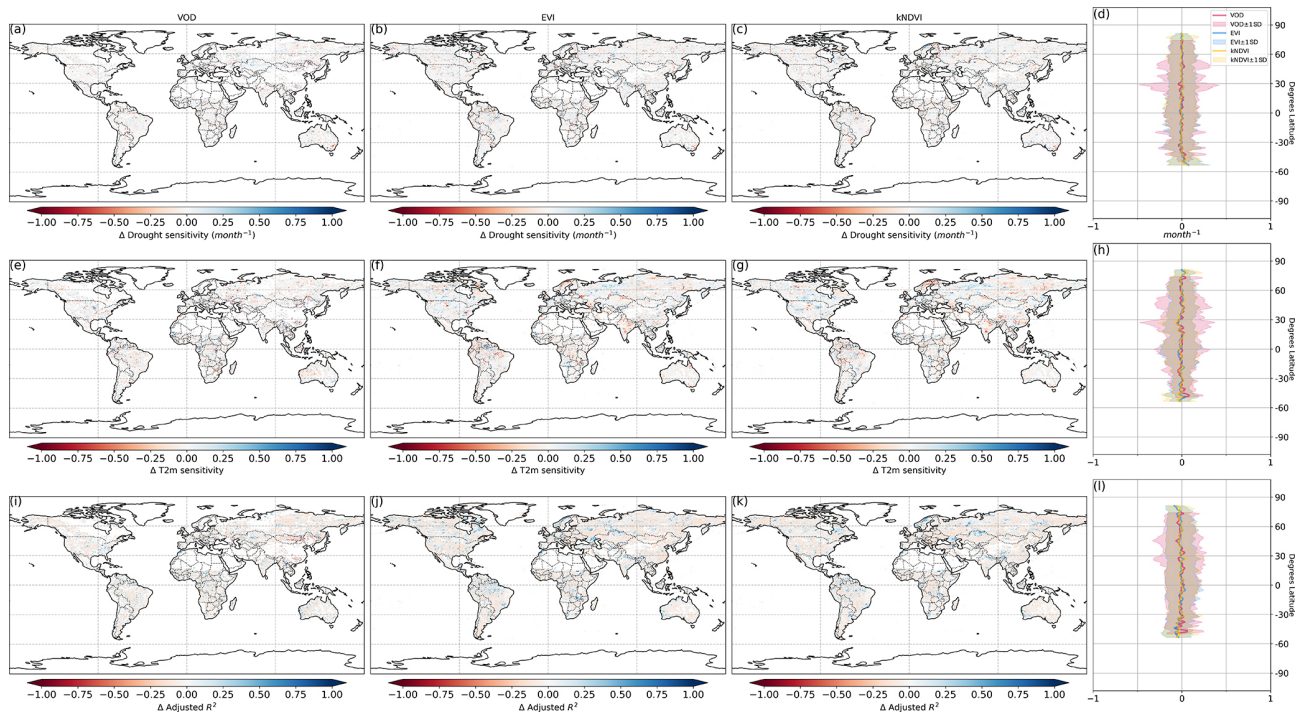 VOD
EVI
kNDVI
(a)
(b)
(c)
(d)
VOD
VOD±1SD
EVI
EVI±1SD
kNDVI
kNDVI±1SD
90
60
30
0
−30
−60
−90
Degrees Latitude
−1.00 −0.75 −0.50 −0.25 0.00 0.25 0.50 0.75 1.00
Δ Drought sensitivity (month⁻¹)
−1.00 −0.75 −0.50 −0.25 0.00 0.25 0.50 0.75 1.00
Δ Drought sensitivity (month⁻¹)
−1.00 −0.75 −0.50 −0.25 0.00 0.25 0.50 0.75 1.00
Δ Drought sensitivity (month⁻¹)
−1 0 1
month⁻¹
(e)
(f)
(g)
(h)
90
60
30
0
−30
−60
−90
Degrees Latitude
−1.00 −0.75 −0.50 −0.25 0.00 0.25 0.50 0.75 1.00
Δ T2m sensitivity
−1.00 −0.75 −0.50 −0.25 0.00 0.25 0.50 0.75 1.00
Δ T2m sensitivity
−1.00 −0.75 −0.50 −0.25 0.00 0.25 0.50 0.75 1.00
Δ T2m sensitivity
−1 0 1
(i)
(j)
(k)
(l)
90
60
30
0
−30
−60
−90
Degrees Latitude
−1.00 −0.75 −0.50 −0.25 0.00 0.25 0.50 0.75 1.00
Δ Adjusted R²
−1.00 −0.75 −0.50 −0.25 0.00 0.25 0.50 0.75 1.00
Δ Adjusted R²
−1.00 −0.75 −0.50 −0.25 0.00 0.25 0.50 0.75 1.00
Δ Adjusted R²
−1 0 1